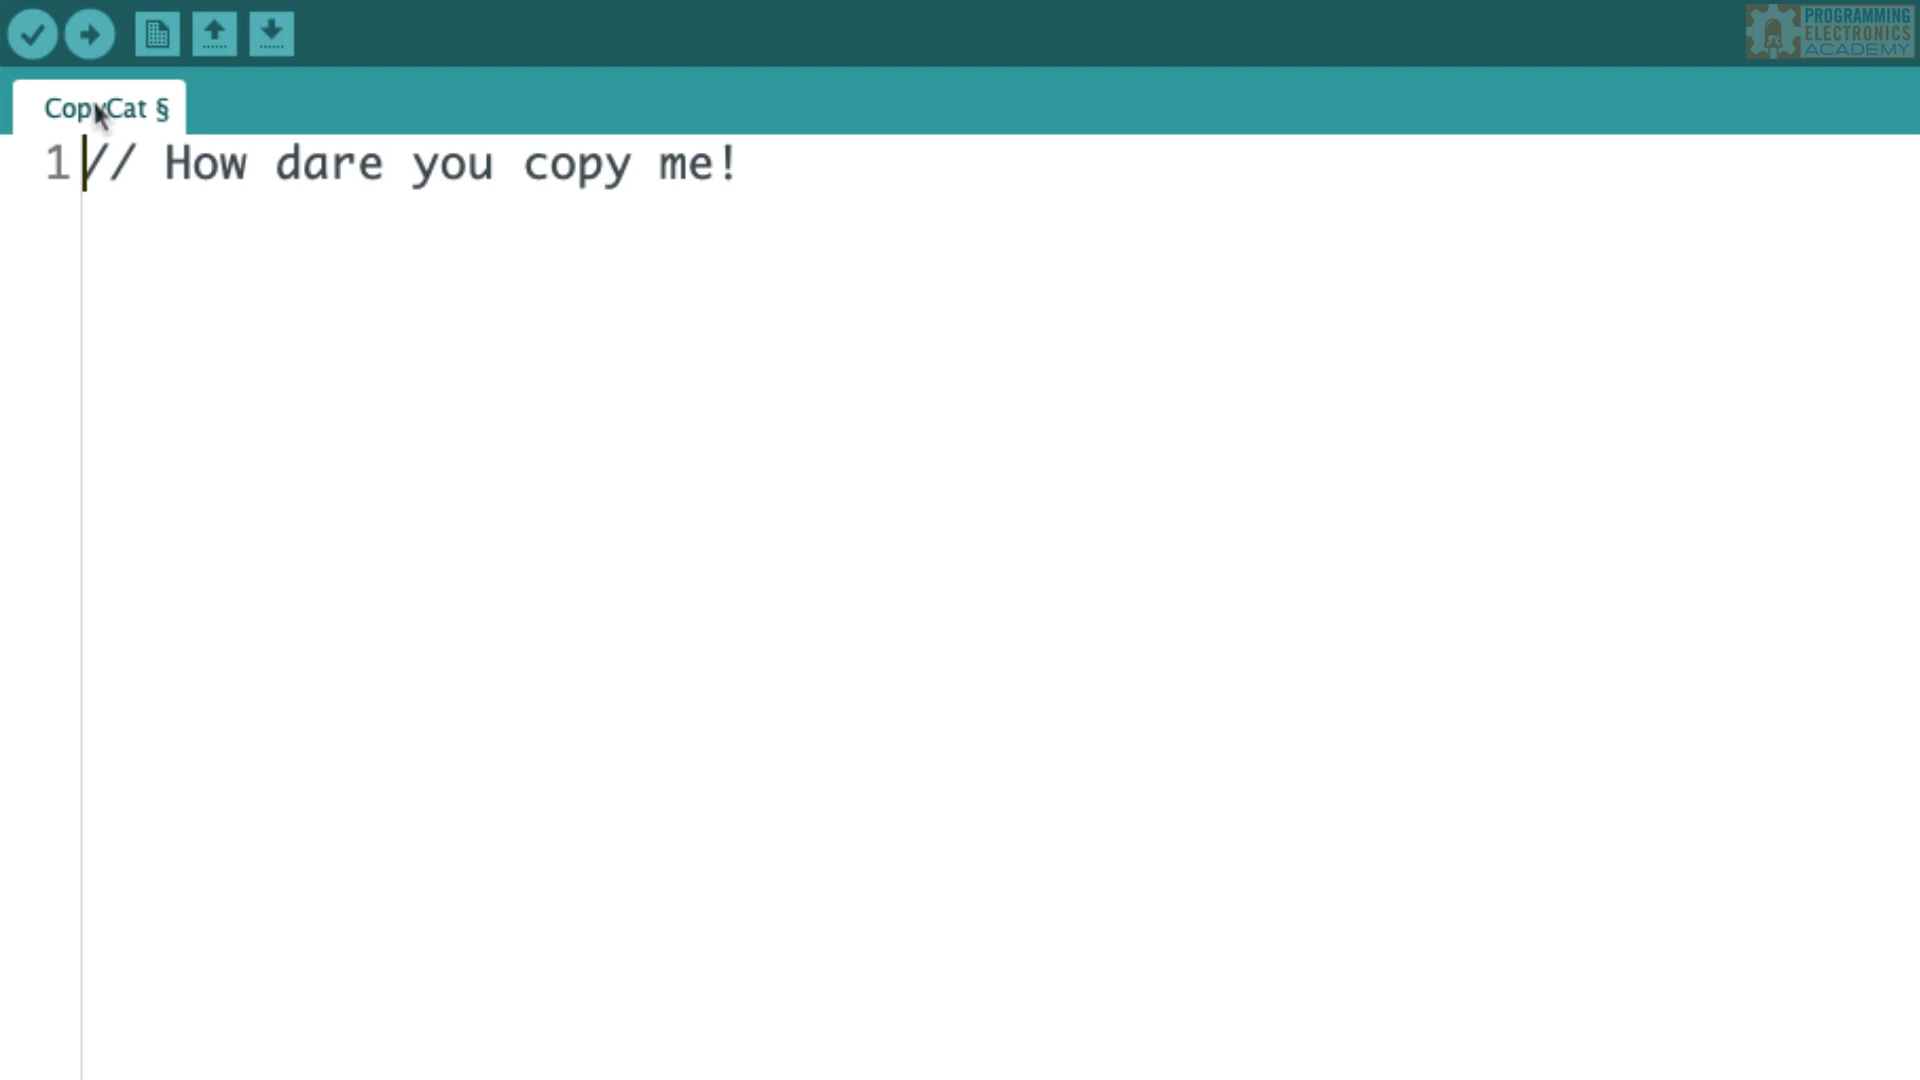 PROGRAMMING
ELECTRONICS
ACADEMY
CopyCat §
1 // How dare you copy me!